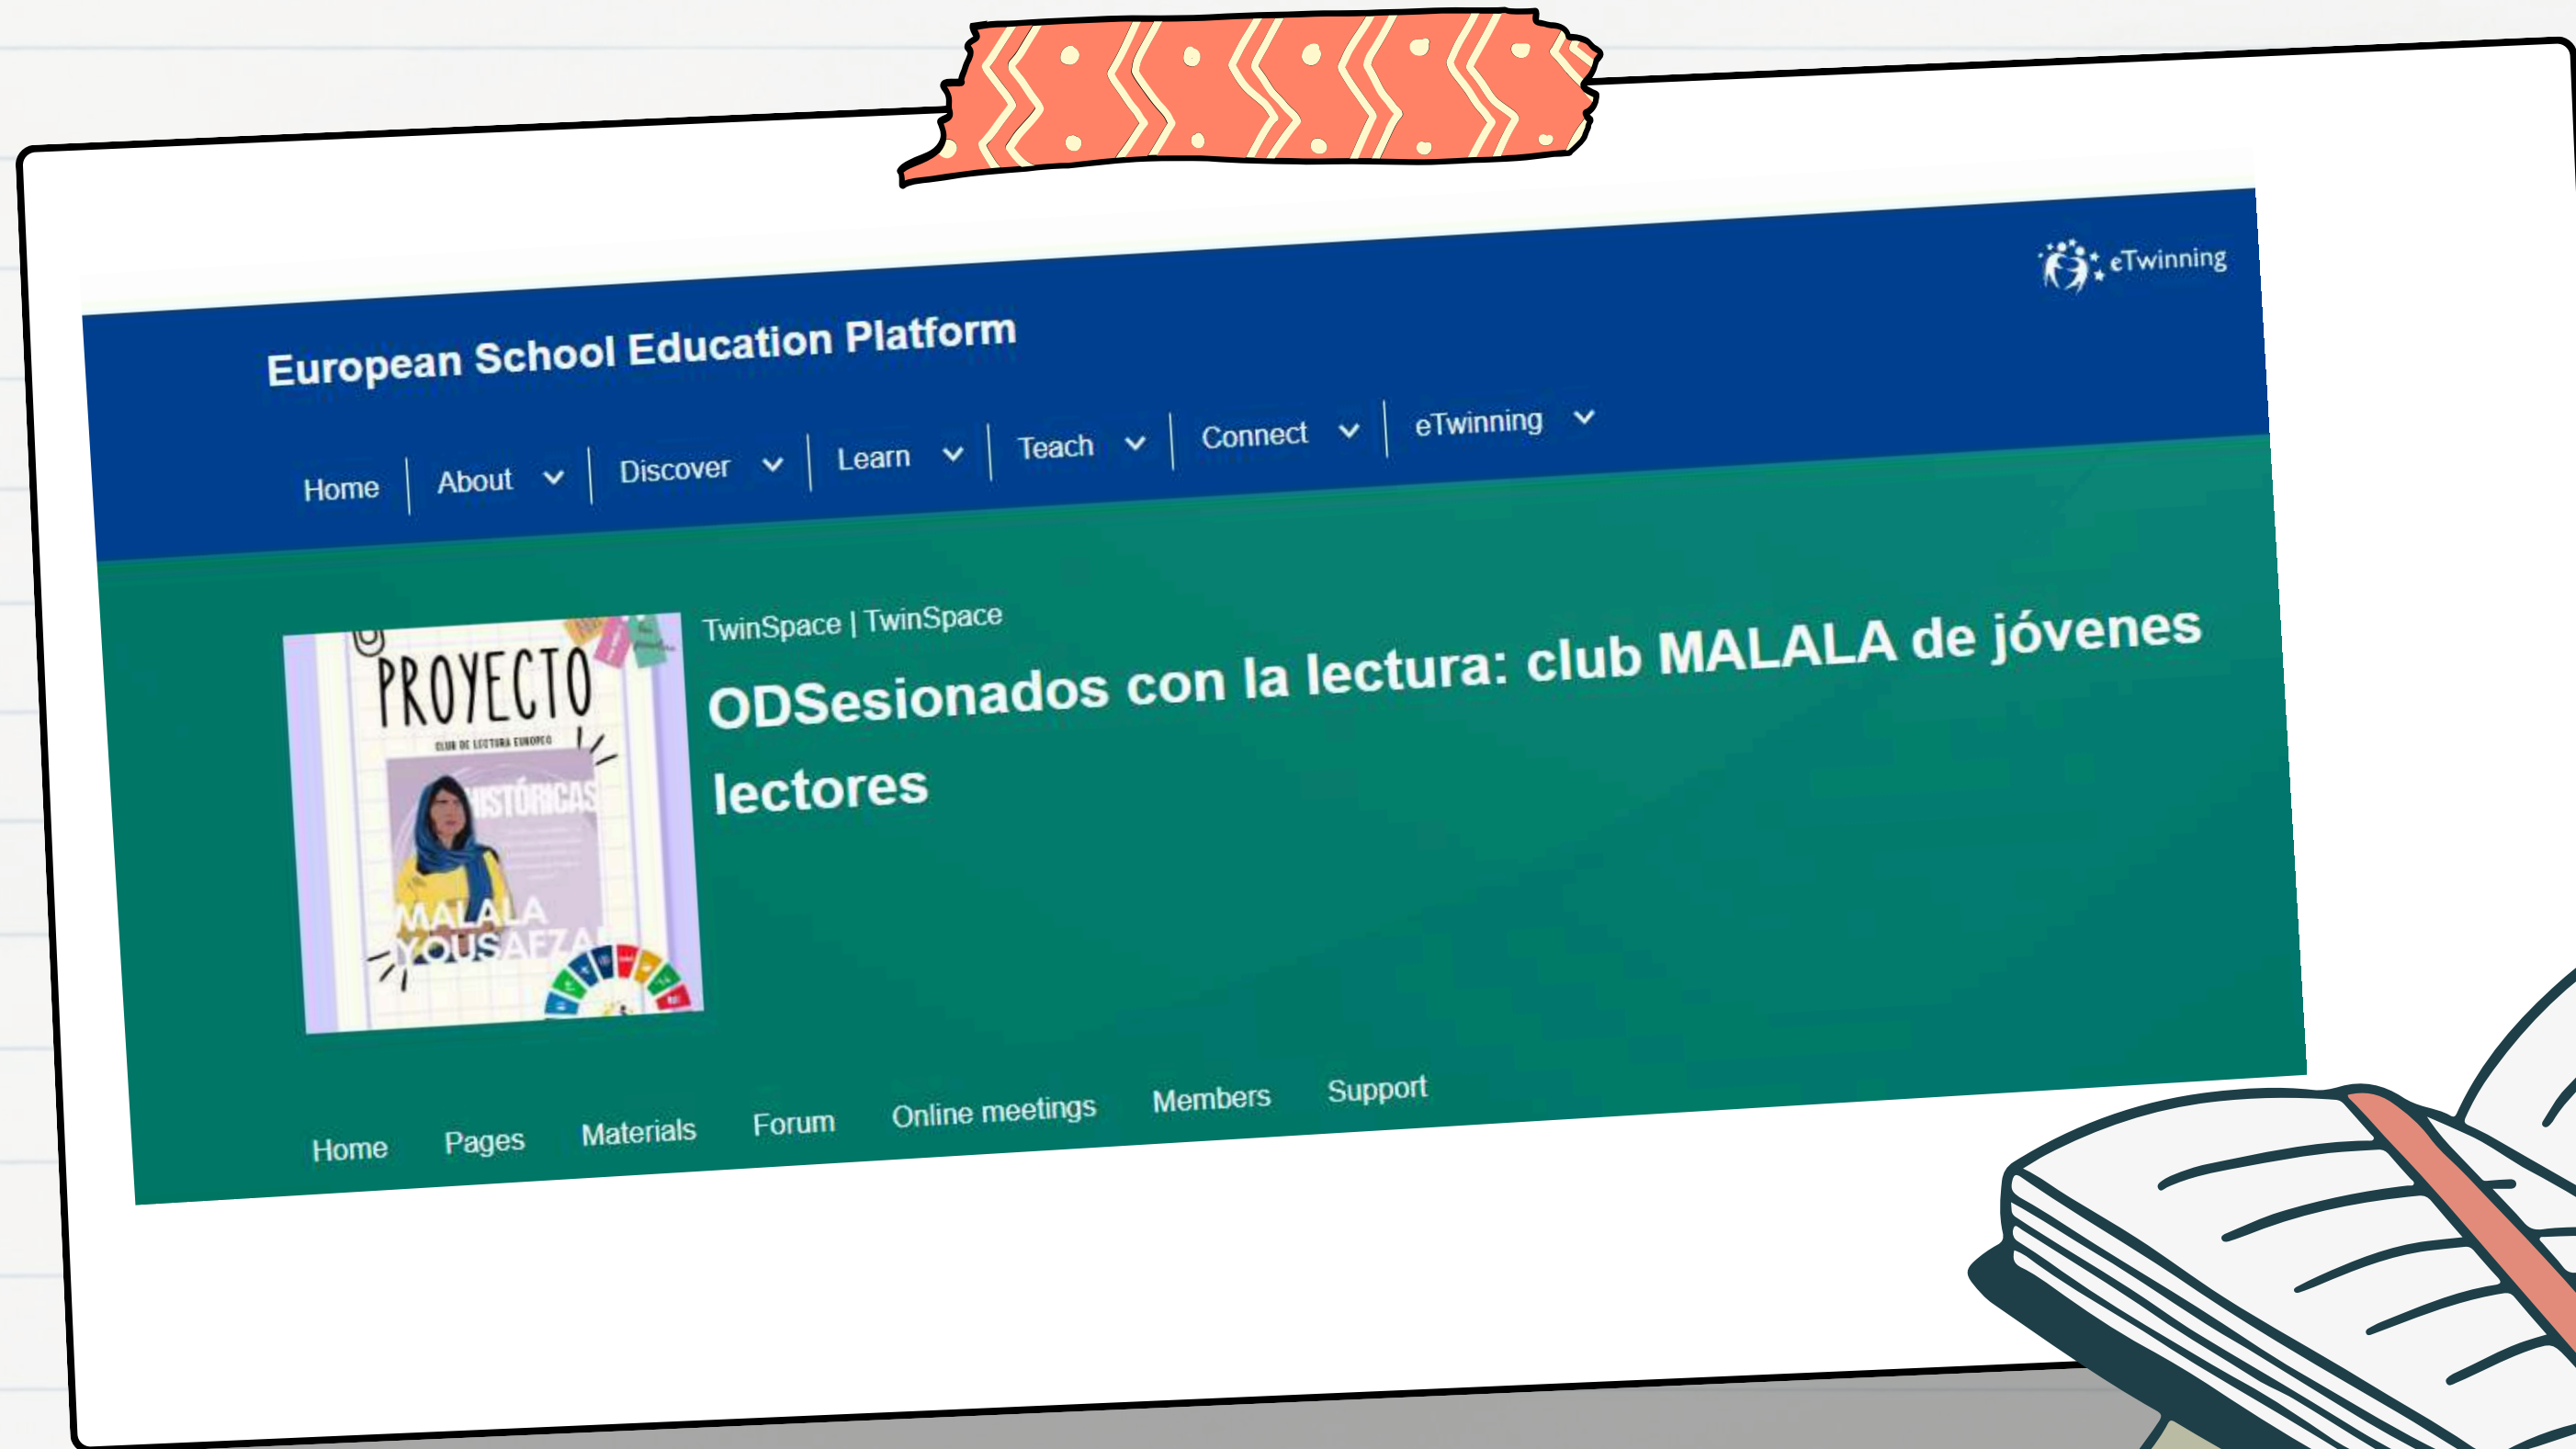 eTwinning
European School Education Platform
Home About Discover Learn Teach Connect eTwinning
TwinSpace | TwinSpace
ODSesionados con la lectura: club MALALA de jóvenes
lectores
PROYECTO
CLUB DE LECTURA EUROPEO
HISTÓRICAS
MALALA
YOUSAFZAI
Home Pages Materials Forum Online meetings Members Support